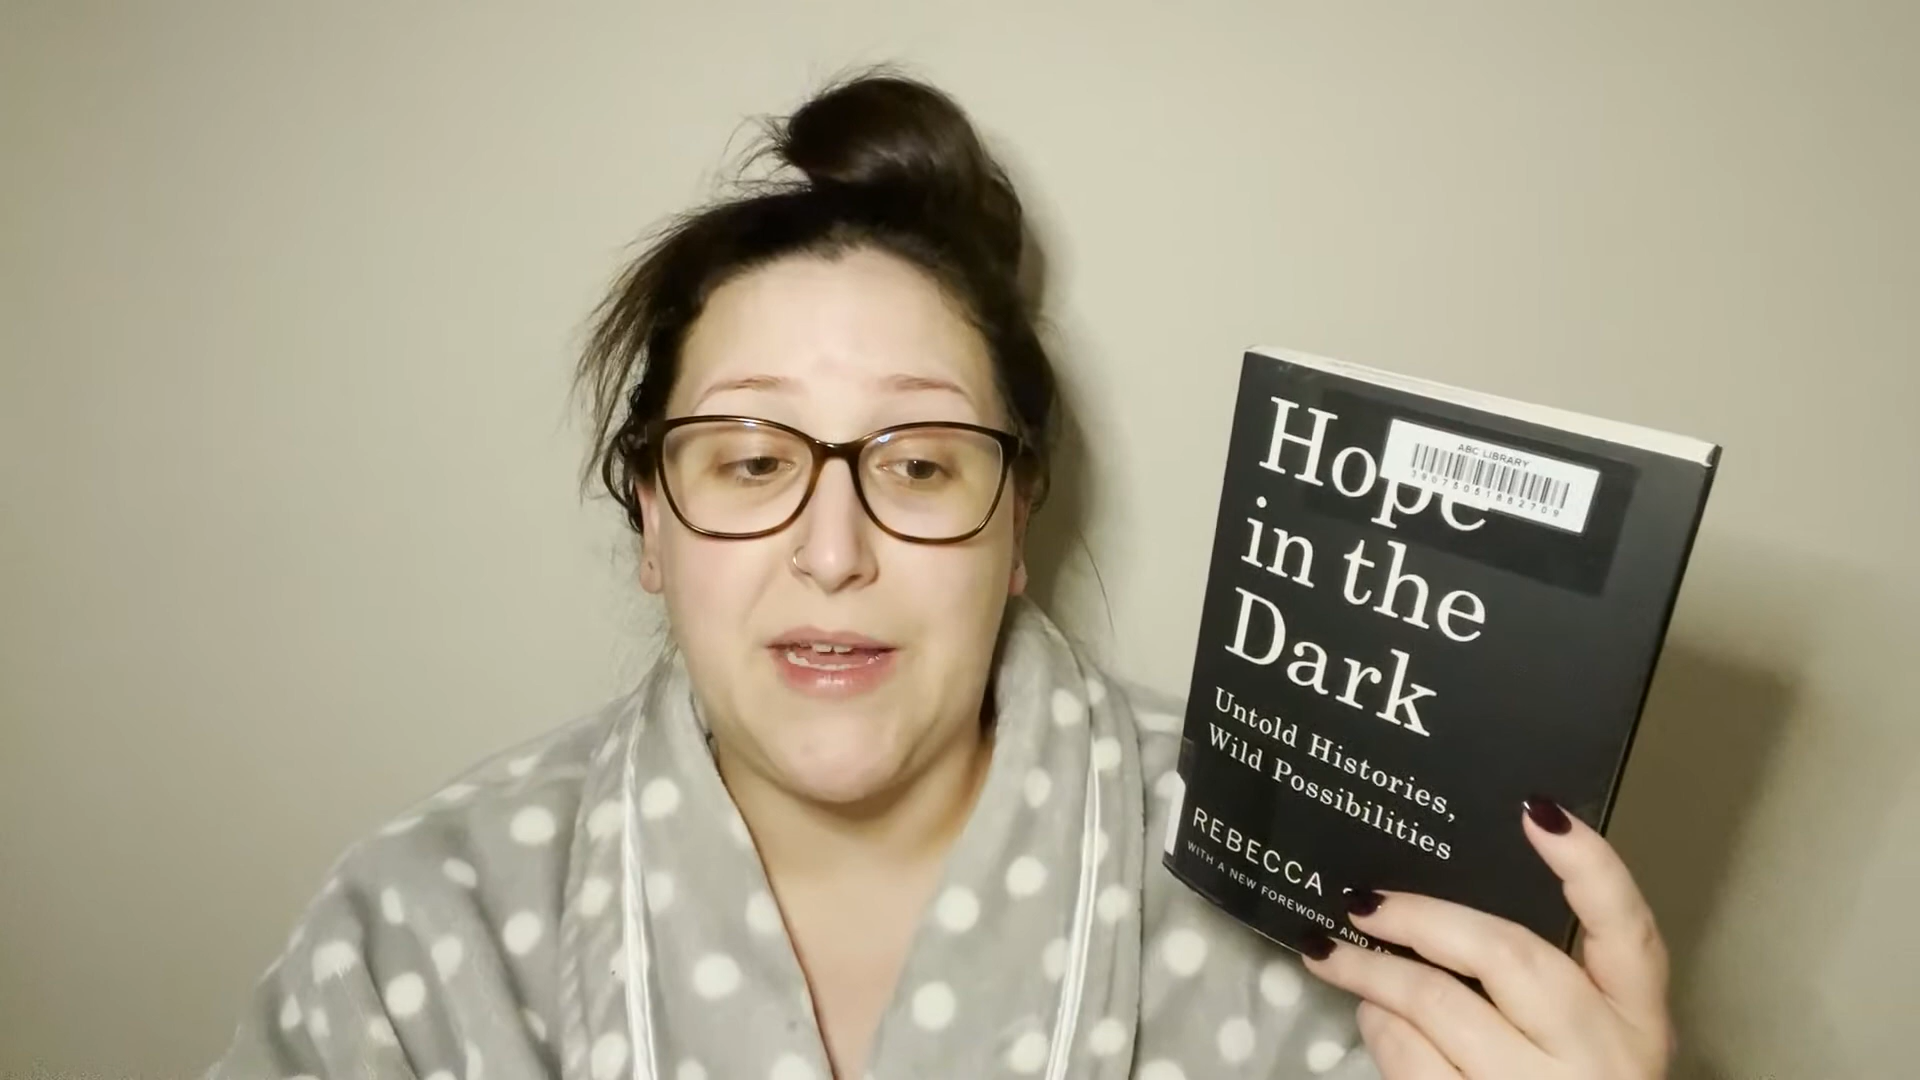 ABC LIBRARY
Hope
in the
Dark
Untold Histories,
Wild Possibilities
REBECCA
WITH A NEW FOREWORD AND